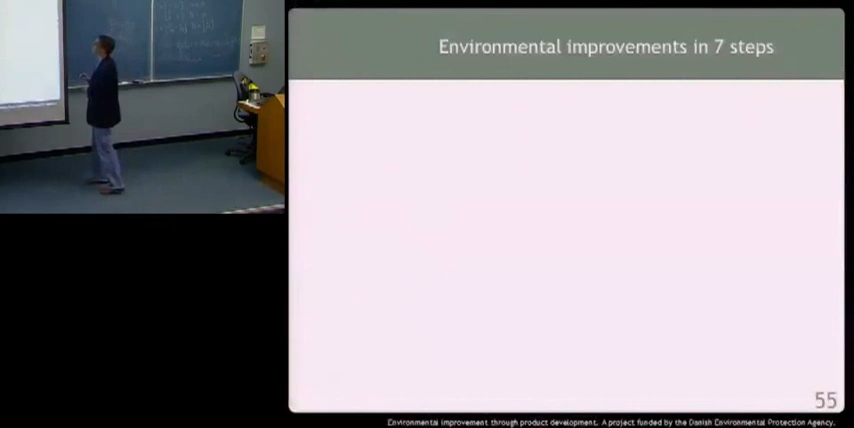 Environmental improvements in 7 steps
55
Environmental improvement through product development. A project funded by the Danish Environmental Protection Agency.